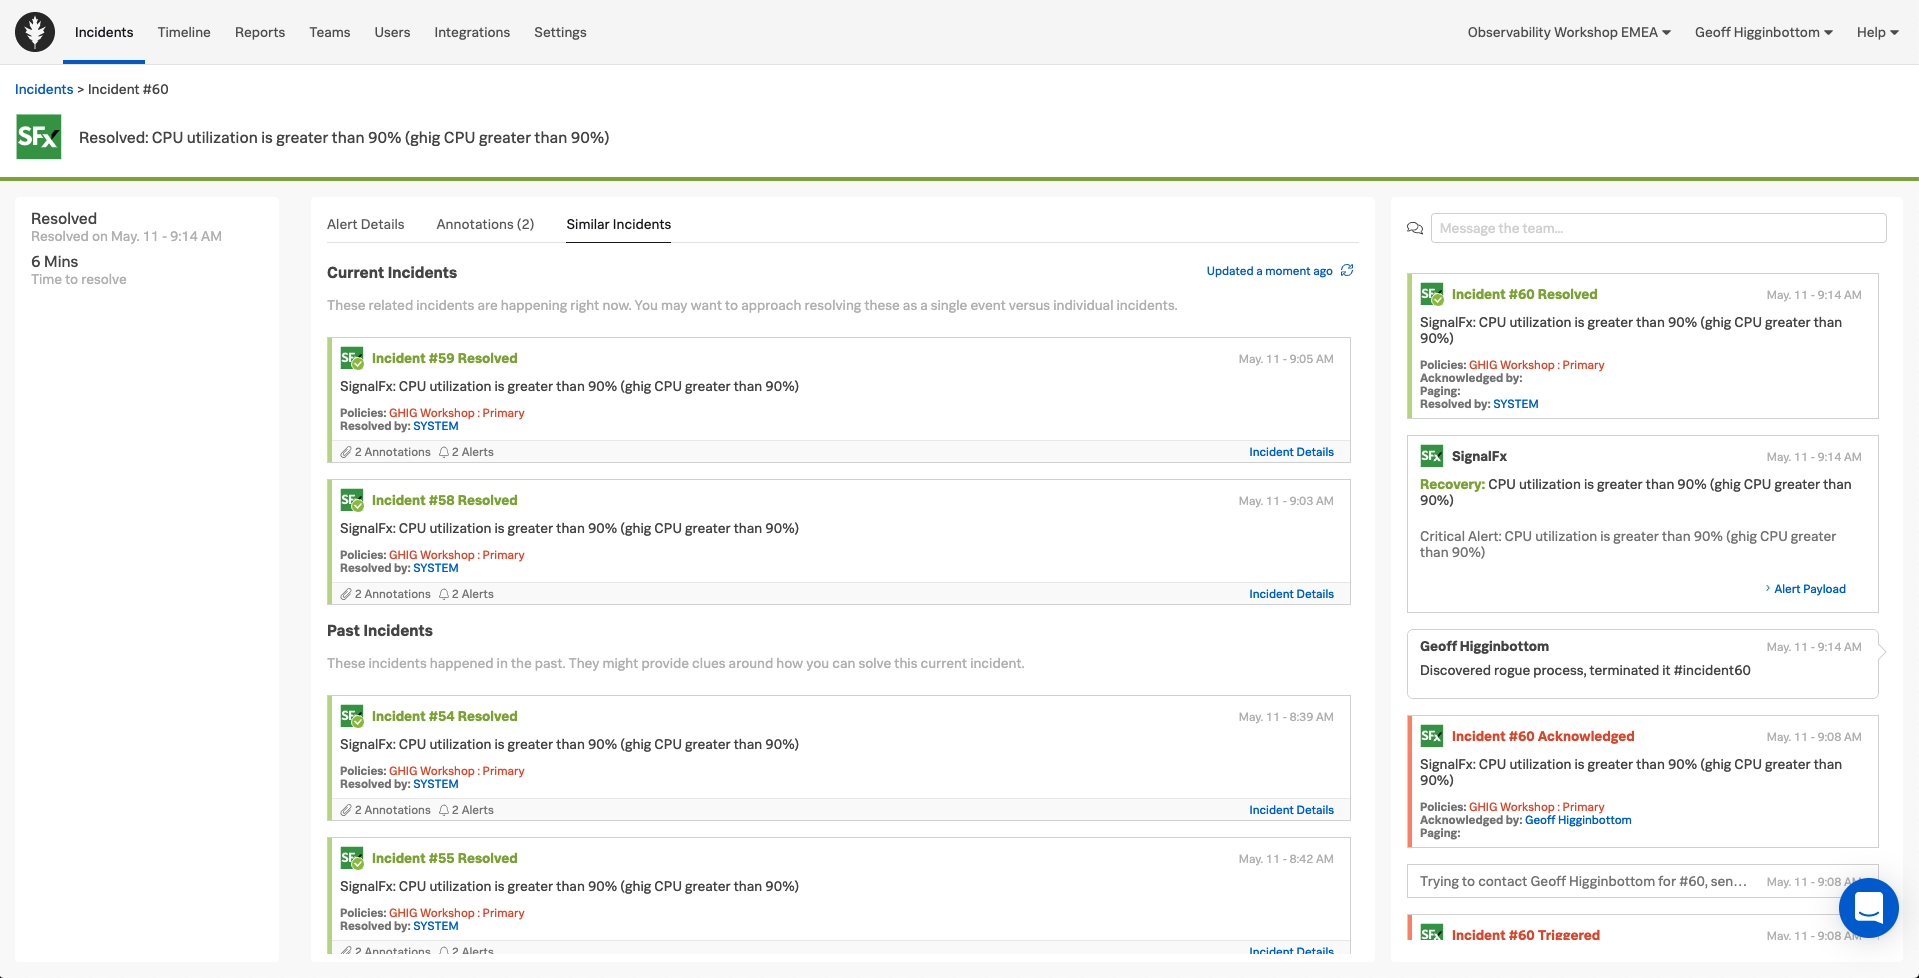 Incidents Timeline Reports Teams Users Integrations Settings Observability Workshop EMEA Geoff Higginbottom Help
Incidents > Incident #60
SFx Resolved: CPU utilization is greater than 90% (ghig CPU greater than 90%)
Resolved
Resolved on May. 11 - 9:14 AM
6 Mins
Time to resolve
Alert Details Annotations (2) Similar Incidents
Current Incidents Updated a moment ago
These related incidents are happening right now. You may want to approach resolving these as a single event versus individual incidents.
Incident #59 Resolved May. 11 - 9:05 AM
SignalFx: CPU utilization is greater than 90% (ghig CPU greater than 90%)
Policies: GHIG Workshop : Primary
Resolved by: SYSTEM
2 Annotations 2 Alerts Incident Details
Incident #58 Resolved May. 11 - 9:03 AM
SignalFx: CPU utilization is greater than 90% (ghig CPU greater than 90%)
Policies: GHIG Workshop : Primary
Resolved by: SYSTEM
2 Annotations 2 Alerts Incident Details
Past Incidents
These incidents happened in the past. They might provide clues around how you can solve this current incident.
Incident #54 Resolved May. 11 - 8:39 AM
SignalFx: CPU utilization is greater than 90% (ghig CPU greater than 90%)
Policies: GHIG Workshop : Primary
Resolved by: SYSTEM
2 Annotations 2 Alerts Incident Details
Incident #55 Resolved May. 11 - 8:42 AM
SignalFx: CPU utilization is greater than 90% (ghig CPU greater than 90%)
Policies: GHIG Workshop : Primary
Resolved by: SYSTEM
2 Annotations 2 Alerts Incident Details
Message the team...
Incident #60 Resolved May. 11 - 9:14 AM
SignalFx: CPU utilization is greater than 90% (ghig CPU greater than
90%)
Policies: GHIG Workshop : Primary
Acknowledged by:
Paging:
Resolved by: SYSTEM
SFx SignalFx May. 11 - 9:14 AM
Recovery: CPU utilization is greater than 90% (ghig CPU greater than
90%)
Critical Alert: CPU utilization is greater than 90% (ghig CPU greater
than 90%)
› Alert Payload
Geoff Higginbottom May. 11 - 9:14 AM
Discovered rogue process, terminated it #incident60
SFx Incident #60 Acknowledged May. 11 - 9:08 AM
SignalFx: CPU utilization is greater than 90% (ghig CPU greater than
90%)
Policies: GHIG Workshop : Primary
Acknowledged by: Geoff Higginbottom
Paging:
Trying to contact Geoff Higginbottom for #60, sen... May. 11 - 9:08 AM
SFx Incident #60 Triggered May. 11 - 9:08 AM